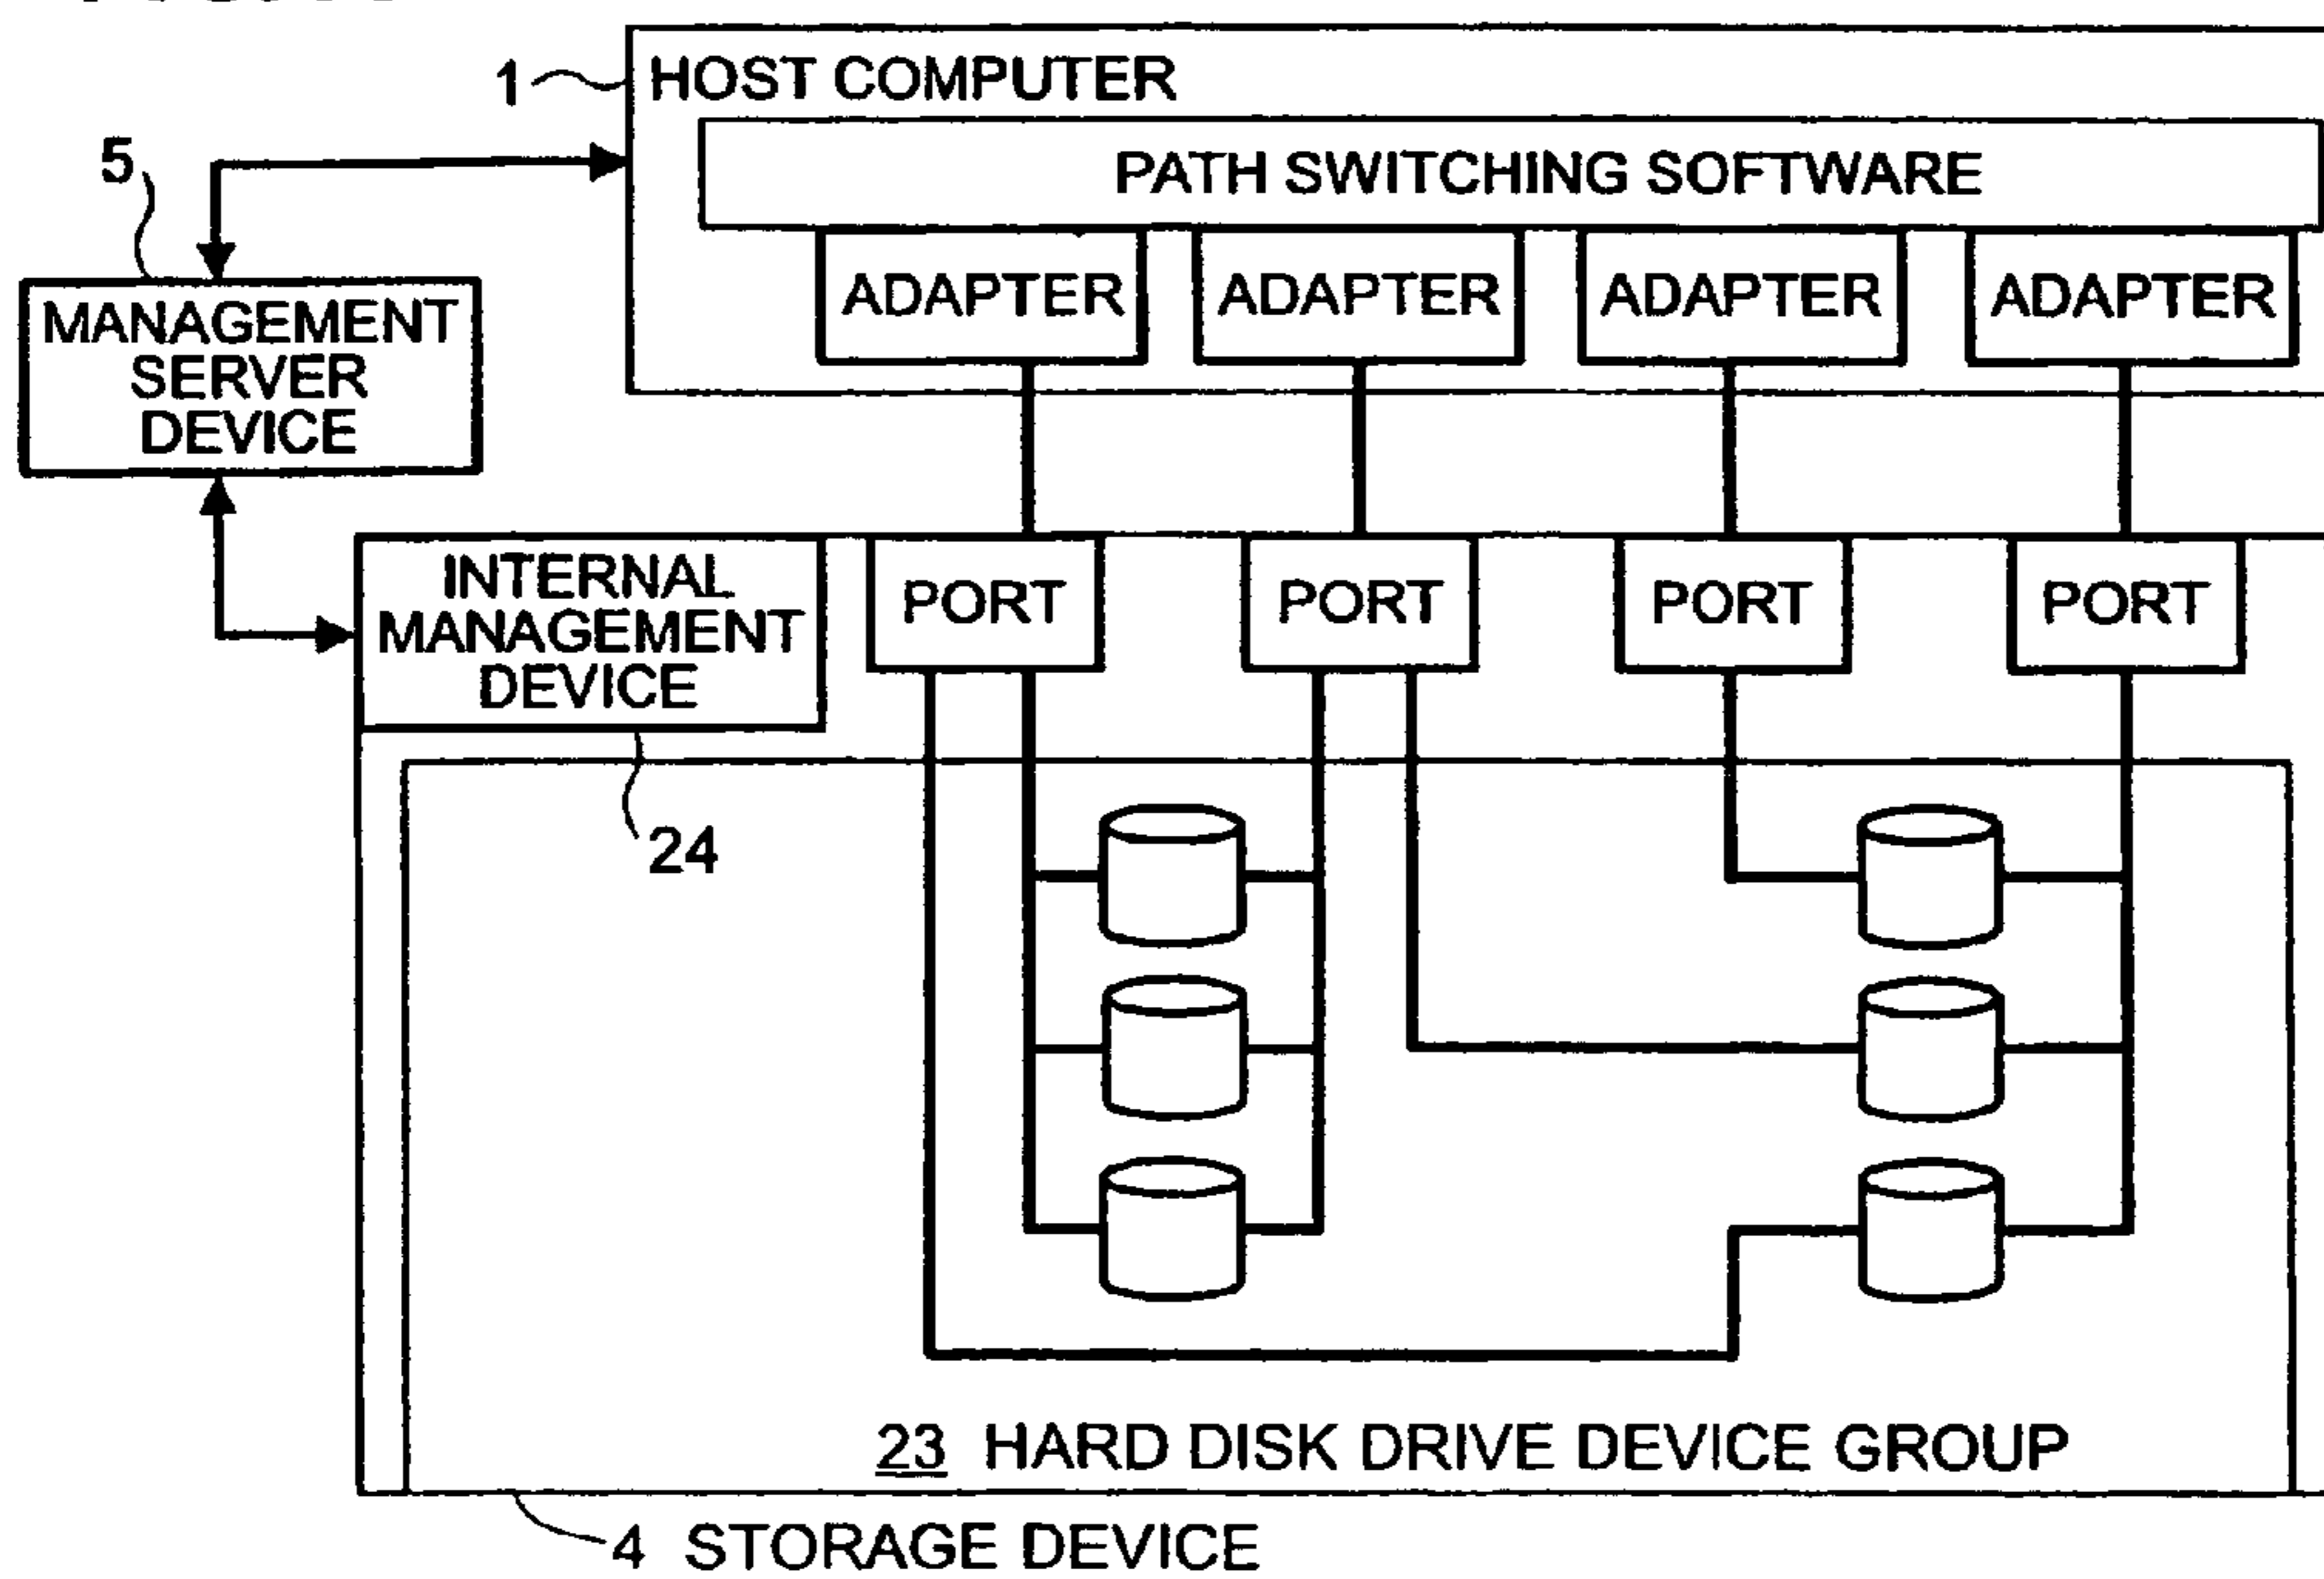 1 HOST COMPUTER
PATH SWITCHING SOFTWARE
5
ADAPTER ADAPTER ADAPTER ADAPTER
MANAGEMENT
SERVER
DEVICE
INTERNAL
MANAGEMENT
DEVICE
PORT PORT PORT PORT
24
23 HARD DISK DRIVE DEVICE GROUP
4 STORAGE DEVICE